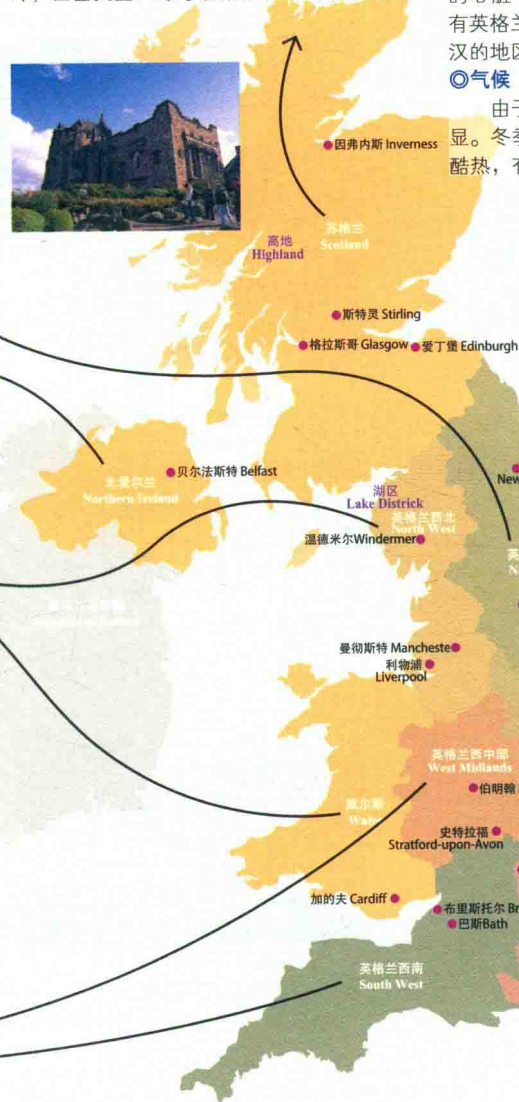 有英格兰
汉的地区
◎气候
由于
显。冬季
酷热，有
因弗内斯 Inverness
苏格兰
Scotland
高地
Highland
斯特灵 Stirling
格拉斯哥 Glasgow
爱丁堡 Edinburgh
北爱尔兰
Northern Ireland
贝尔法斯特 Belfast
New
湖区
Lake Districk
英格兰西北
North West
温德米尔Windermer
英
N
曼彻斯特 Mancheste
利物浦
Liverpool
英格兰西中部
West Midlands
伯明翰
威尔斯
Wales
史特拉福
Stratford-upon-Avon
加的夫 Cardiff
布里斯托尔 Br
巴斯Bath
英格兰西南
South West